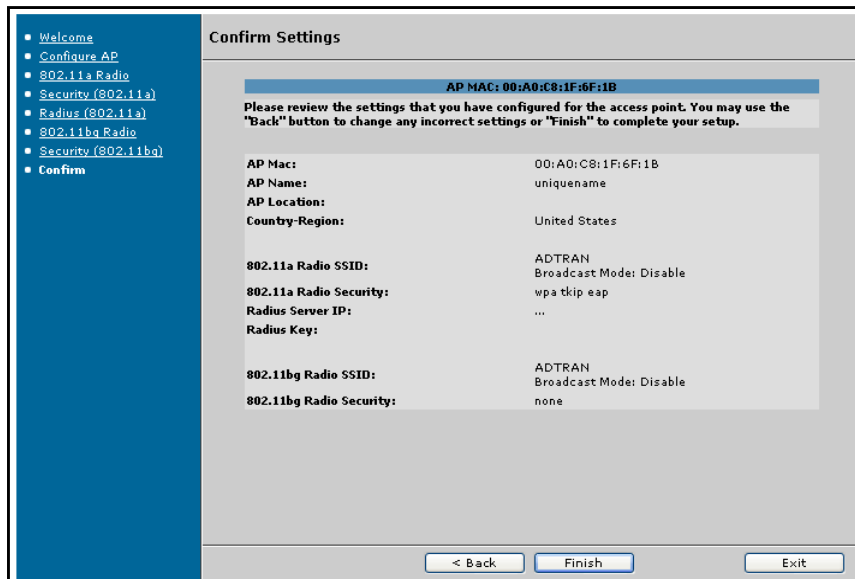 Welcome
Configure AP
802.11a Radio
Security (802.11a)
Radius (802.11a)
802.11bg Radio
Security (802.11bg)
Confirm
Confirm Settings
AP MAC: 00:A0:C8:1F:6F:1B
Please review the settings that you have configured for the access point. You may use the
"Back" button to change any incorrect settings or "Finish" to complete your setup.
AP Mac: 00:A0:C8:1F:6F:1B
AP Name: uniquename
AP Location:
Country-Region: United States
802.11a Radio SSID: ADTRAN
Broadcast Mode: Disable
802.11a Radio Security: wpa tkip eap
Radius Server IP: ...
Radius Key:
802.11bg Radio SSID: ADTRAN
Broadcast Mode: Disable
802.11bg Radio Security: none
< Back Finish Exit